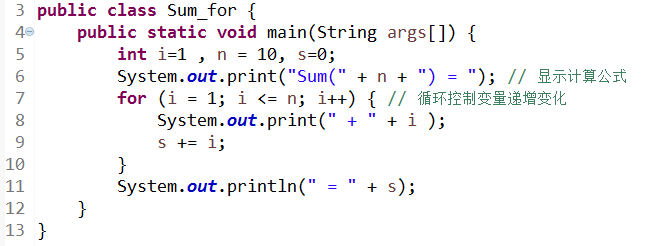 3 public class Sum_for {
4 public static void main(String args[]) {
5 int i=1 , n = 10, s=0;
6 System.out.print("Sum(" + n + ") = "); // 显示计算公式
7 for (i = 1; i <= n; i++) { // 循环控制变量递增变化
8 System.out.print(" + " + i );
9 s += i;
10 }
11 System.out.println(" = " + s);
12 }
13 }